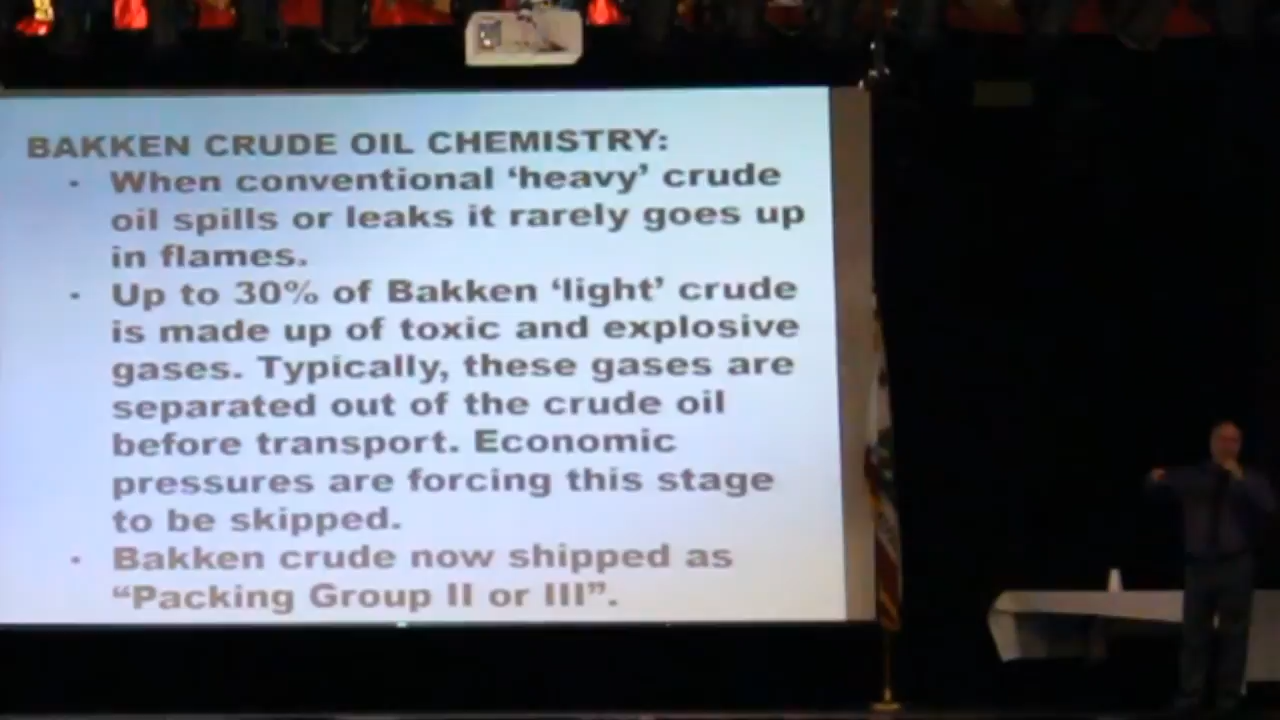 BAKKEN CRUDE OIL CHEMISTRY:
• When conventional ‘heavy’ crude
oil spills or leaks it rarely goes up
in flames.
• Up to 30% of Bakken ‘light’ crude
is made up of toxic and explosive
gases. Typically, these gases are
separated out of the crude oil
before transport. Economic
pressures are forcing this stage
to be skipped.
• Bakken crude now shipped as
“Packing Group II or III”.